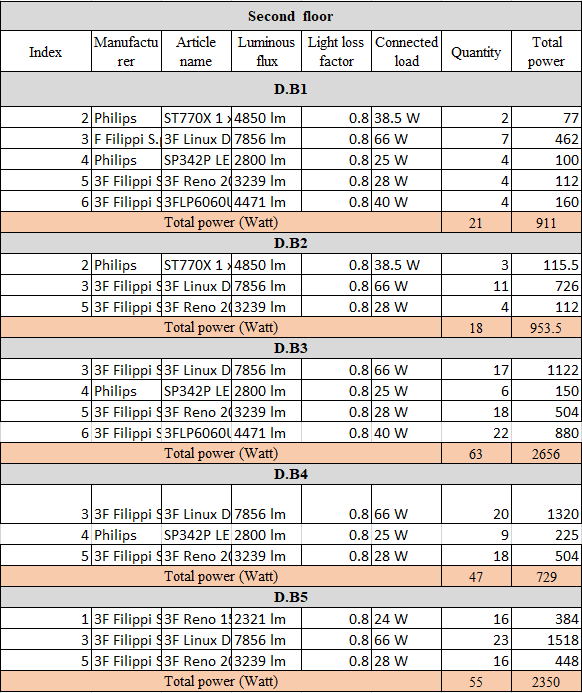 Second floor
Index Manufactu rer Article name Luminous flux Light loss factor Connected load Quantity Total power
D.B1
2 Philips ST770X 1 x 4850 lm 0.8 38.5 W 2 77
3 F Filippi S. 3F Linux D 7856 lm 0.8 66 W 7 462
4 Philips SP342P LE 2800 lm 0.8 25 W 4 100
5 3F Filippi S 3F Reno 20 3239 lm 0.8 28 W 4 112
6 3F Filippi S 3FLP6060U 4471 lm 0.8 40 W 4 160
Total power (Watt) 21 911
D.B2
2 Philips ST770X 1 x 4850 lm 0.8 38.5 W 3 115.5
3 3F Filippi S 3F Linux D 7856 lm 0.8 66 W 11 726
5 3F Filippi S 3F Reno 20 3239 lm 0.8 28 W 4 112
Total power (Watt) 18 953.5
D.B3
3 3F Filippi S 3F Linux D 7856 lm 0.8 66 W 17 1122
4 Philips SP342P LE 2800 lm 0.8 25 W 6 150
5 3F Filippi S 3F Reno 20 3239 lm 0.8 28 W 18 504
6 3F Filippi S 3FLP6060U 4471 lm 0.8 40 W 22 880
Total power (Watt) 63 2656
D.B4
3 3F Filippi S 3F Linux D 7856 lm 0.8 66 W 20 1320
4 Philips SP342P LE 2800 lm 0.8 25 W 9 225
5 3F Filippi S 3F Reno 20 3239 lm 0.8 28 W 18 504
Total power (Watt) 47 729
D.B5
1 3F Filippi S 3F Reno 15 2321 lm 0.8 24 W 16 384
3 3F Filippi S 3F Linux D 7856 lm 0.8 66 W 23 1518
5 3F Filippi S 3F Reno 20 3239 lm 0.8 28 W 16 448
Total power (Watt) 55 2350